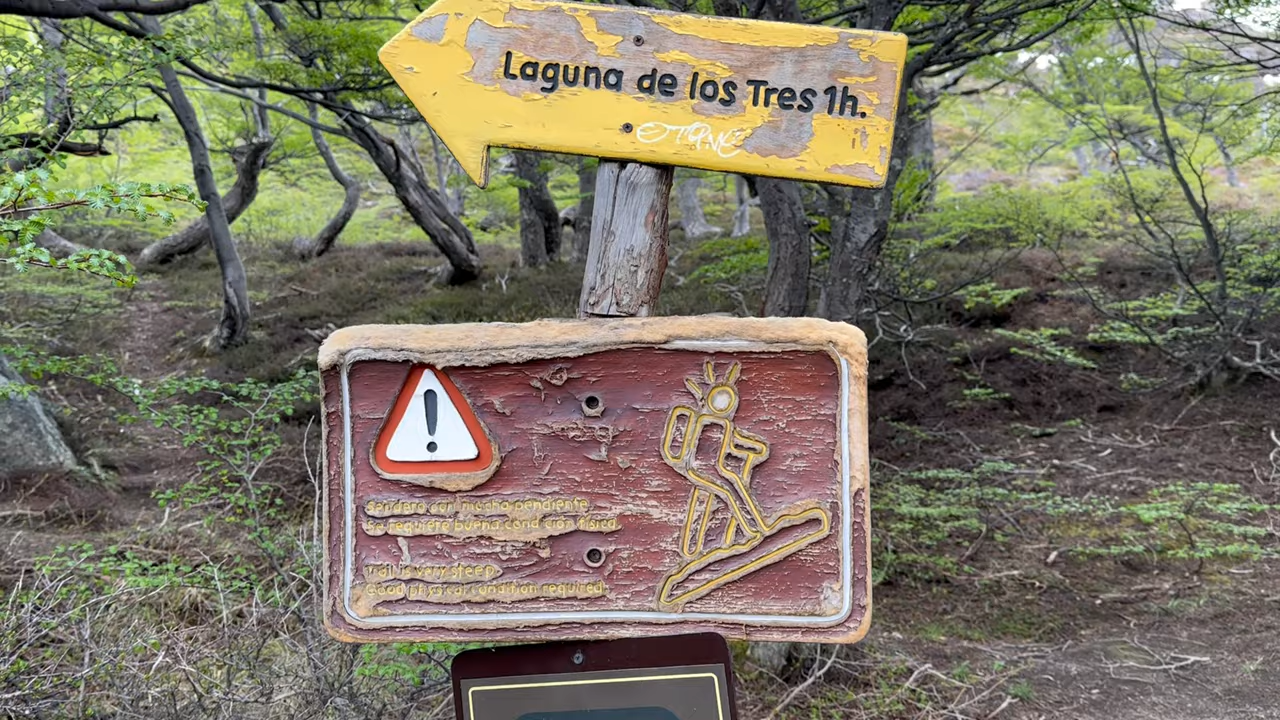 Laguna de los Tres 1h.
Sendero con mucha pendiente
Se requiere buena condición física
Trail is very steep
Good physical condition required